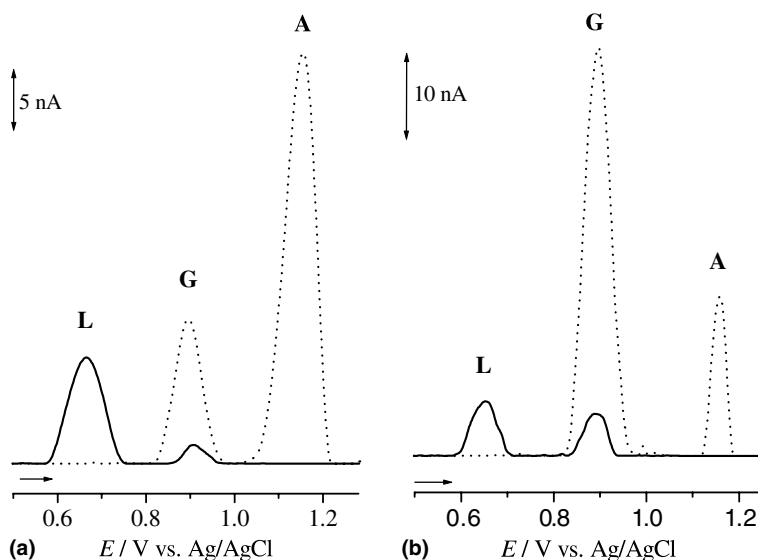 A
5 nA
G
L
0.6 0.8 1.0 1.2
(a) E / V vs. Ag/AgCl
G
10 nA
A
L
0.6 0.8 1.0 1.2
(b) E / V vs. Ag/AgCl